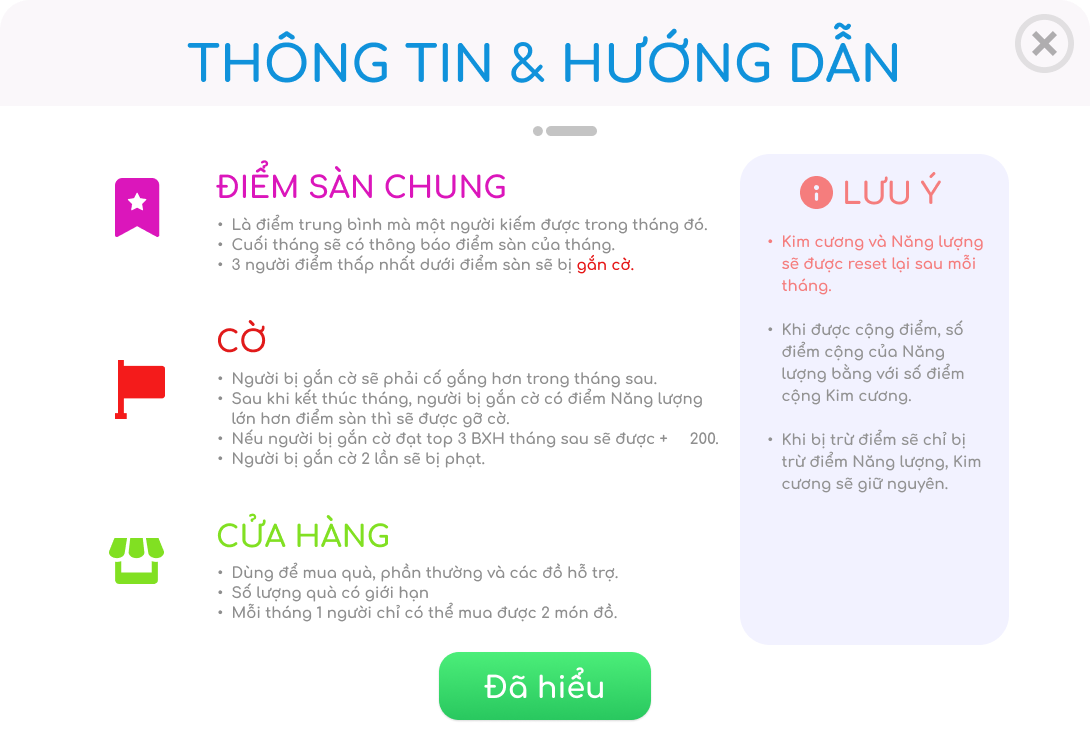 THÔNG TIN & HƯỚNG DẪN
ĐIỂM SÀN CHUNG
• Là điểm trung bình mà một người kiếm được trong tháng đó.
• Cuối tháng sẽ có thông báo điểm sàn của tháng.
• 3 người điểm thấp nhất dưới điểm sàn sẽ bị gắn cờ.
CỜ
• Người bị gắn cờ sẽ phải cố gắng hơn trong tháng sau.
• Sau khi kết thúc tháng, người bị gắn cờ có điểm Năng lượng
lớn hơn điểm sàn thì sẽ được gỡ cờ.
• Nếu người bị gắn cờ đạt top 3 BXH tháng sau sẽ được + 200.
• Người bị gắn cờ 2 lần sẽ bị phạt.
CỬA HÀNG
• Dùng để mua quà, phần thưởng và các đồ hỗ trợ.
• Số lượng quà có giới hạn
• Mỗi tháng 1 người chỉ có thể mua được 2 món đồ.
LƯU Ý
• Kim cương và Năng lượng
sẽ được reset lại sau mỗi
tháng.
• Khi được cộng điểm, số
điểm cộng của Năng
lượng bằng với số điểm
cộng Kim cương.
• Khi bị trừ điểm sẽ chỉ bị
trừ điểm Năng lượng, Kim
cương sẽ giữ nguyên.
Đã hiểu